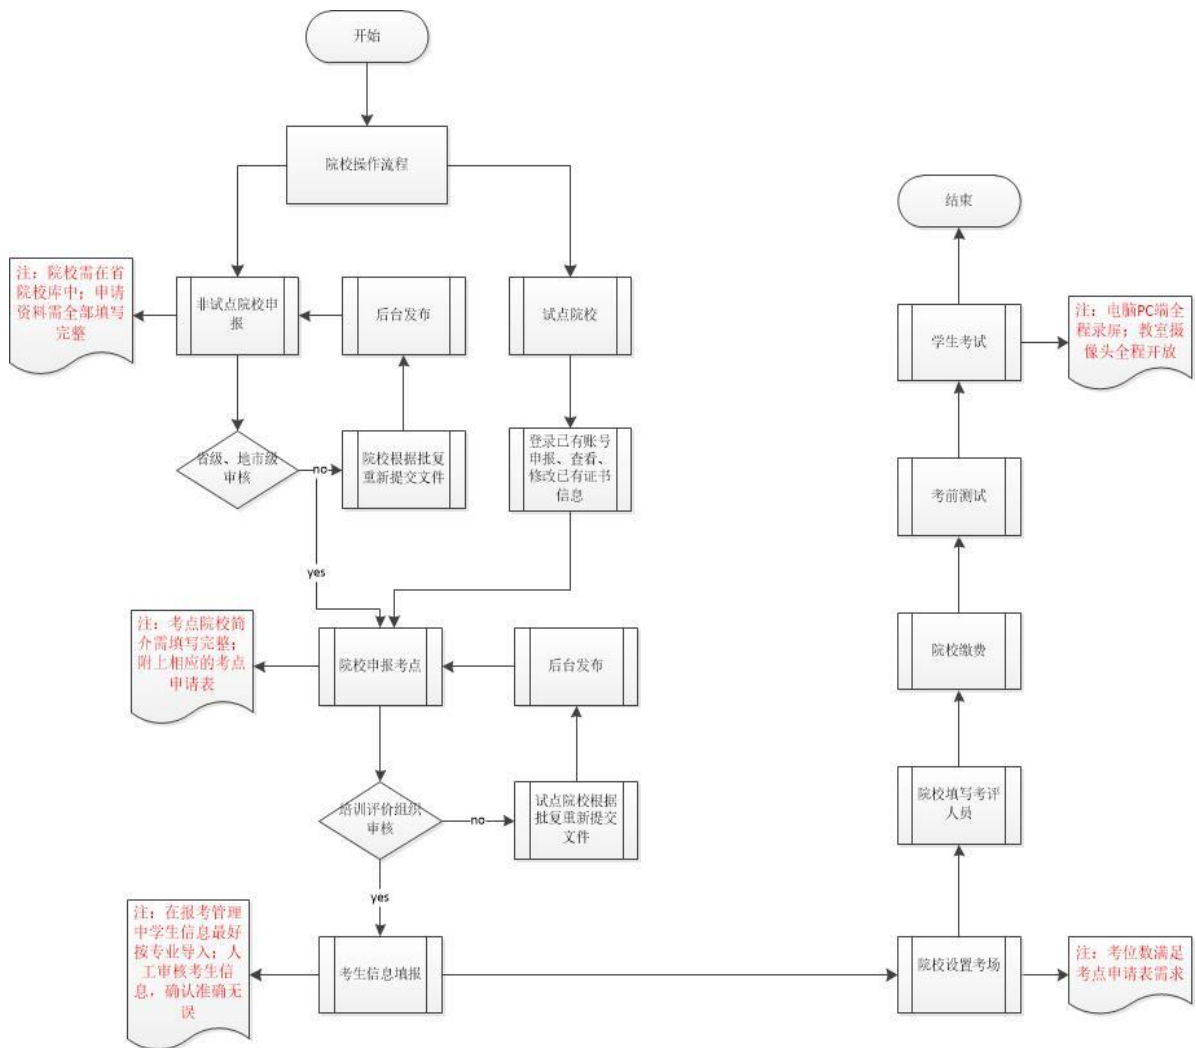 开始
院校操作流程
注：院校需在省
院校库中；申请
资料需全部填写
完整
非试点院校申
报
后台发布
试点院校
省级、地市级
审核
no
院校根据批复
重新提交文件
登录已有账号
申报、查看、
修改已有证书
信息
yes
注：考点院校简
介需填写完整；
附上相应的考点
申请表
院校申报考点
后台发布
培训评价组织
审核
no
试点院校根据
批复重新提交
文件
yes
注：在报考管理
中学生信息最好
按专业导入；人
工审核考生信
息，确认准确无
误
考生信息填报
院校设置考场
注：考位数满足
考点申请表需求
院校填写考评
人员
院校缴费
考前测试
学生考试
注：电脑PC端全
程录屏；教室摄
像头全程开放
结束